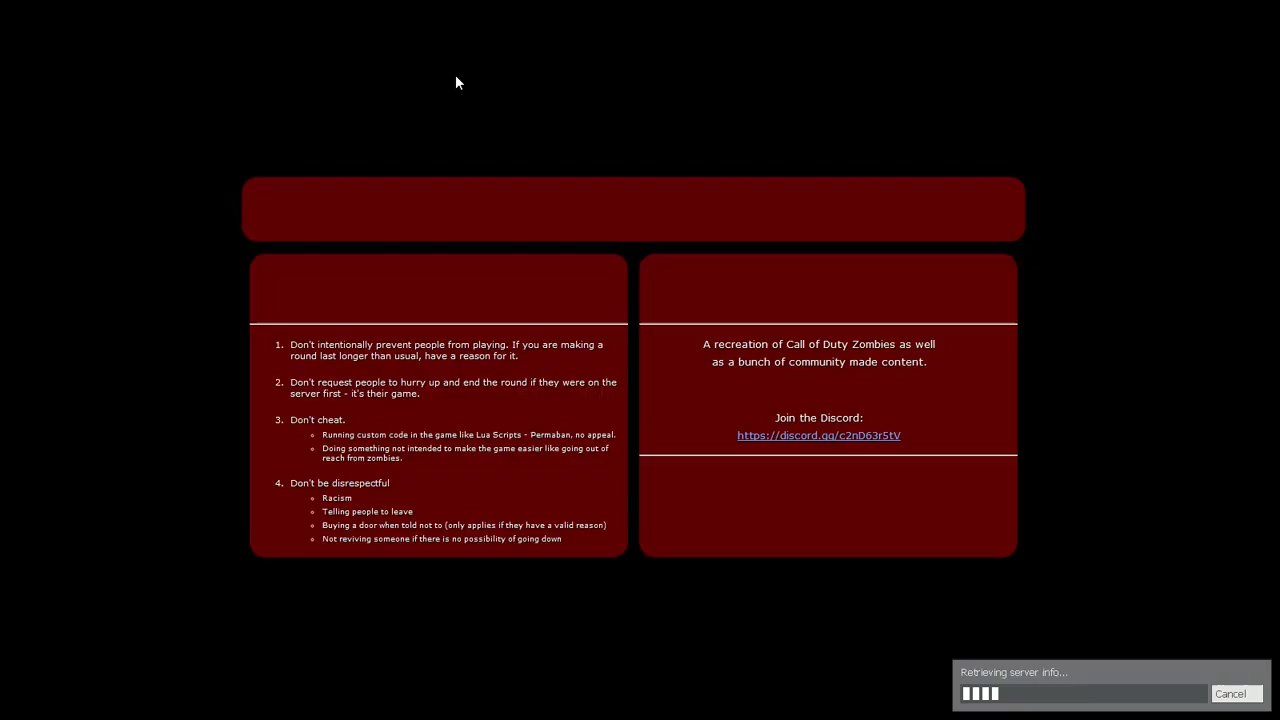 1. Don't intentionally prevent people from playing. If you are making a
round last longer than usual, have a reason for it.
2. Don't request people to hurry up and end the round if they were on the
server first - it's their game.
3. Don't cheat.
Running custom code in the game like Lua Scripts - Permaban, no appeal.
Doing something not intended to make the game easier like going out of
reach from zombies.
4. Don't be disrespectful
Racism
Telling people to leave
Buying a door when told not to (only applies if they have a valid reason)
Not reviving someone if there is no possibility of going down
A recreation of Call of Duty Zombies as well
as a bunch of community made content.
Join the Discord:
https://discord.gg/c2nD63r5tV
Retrieving server info...
Cancel